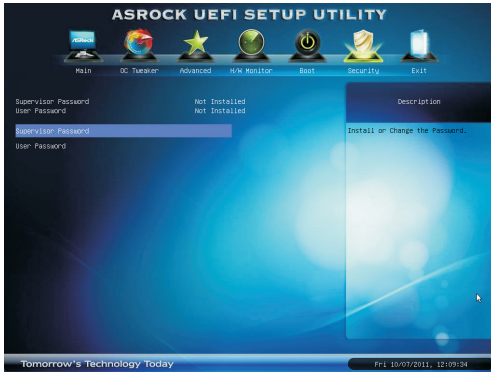 ASROCK UEFI SETUP UTILITY
ASRock
Main OC Tweaker Advanced H/W Monitor Boot Security Exit
Supervisor Password Not Installed
User Password Not Installed
Supervisor Password
User Password
Description
Install or Change the Password.
Tomorrow's Technology Today
Fri 10/07/2011, 12:09:34